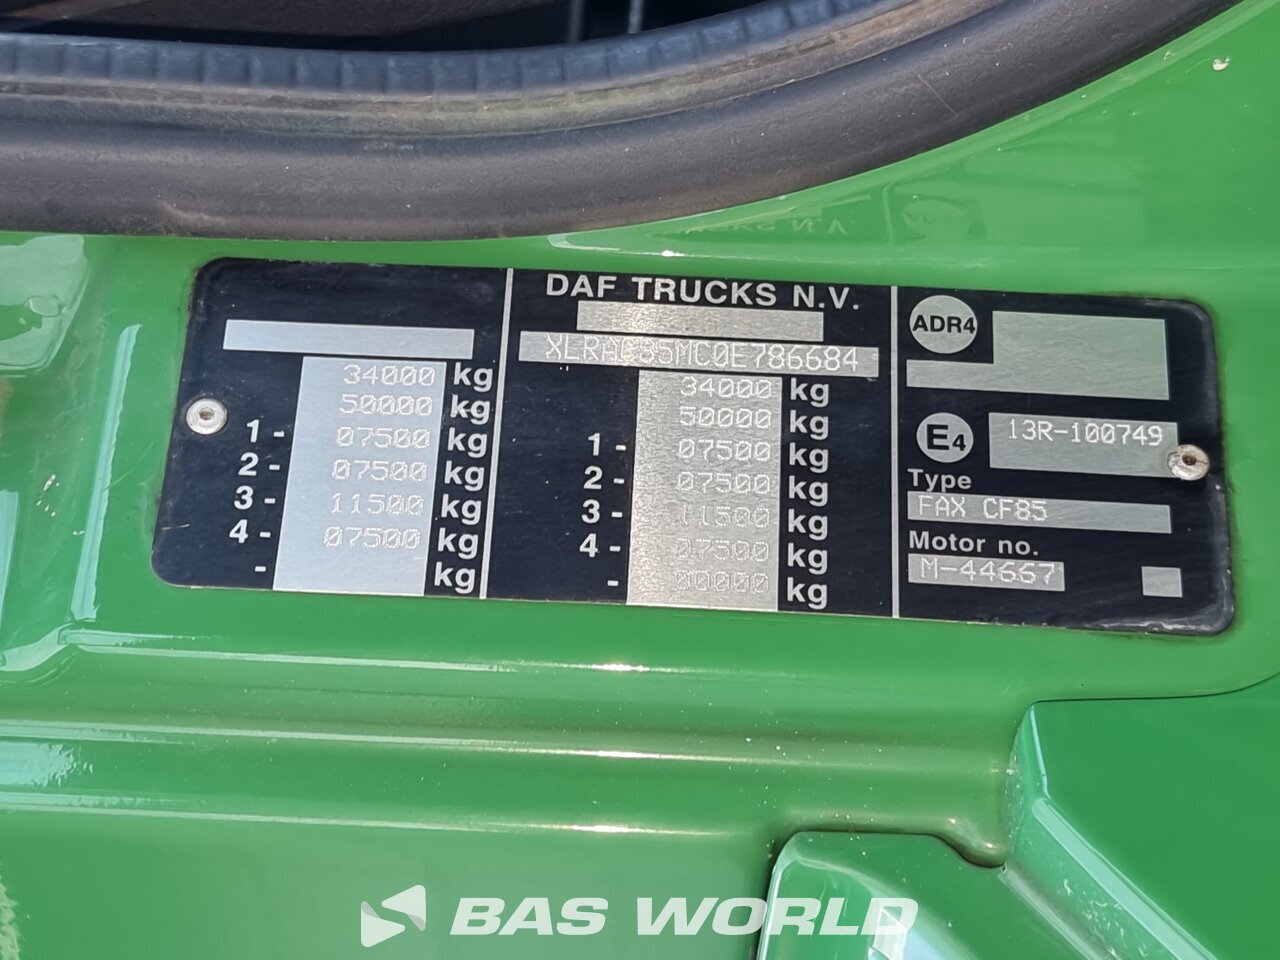 34000 kg
50000 kg
1- 07500 kg
2- 07500 kg
3- 11500 kg
4- 07500 kg
- kg
DAF TRUCKS N.V.
34000 kg
50000 kg
1- 07500 kg
2- 07500 kg
3- 11500 kg
4- 07500 kg
- 00000 kg
ADR4
E4 13R-100749
Type
FAX CF85
Motor no.
M-44667
BAS WORLD